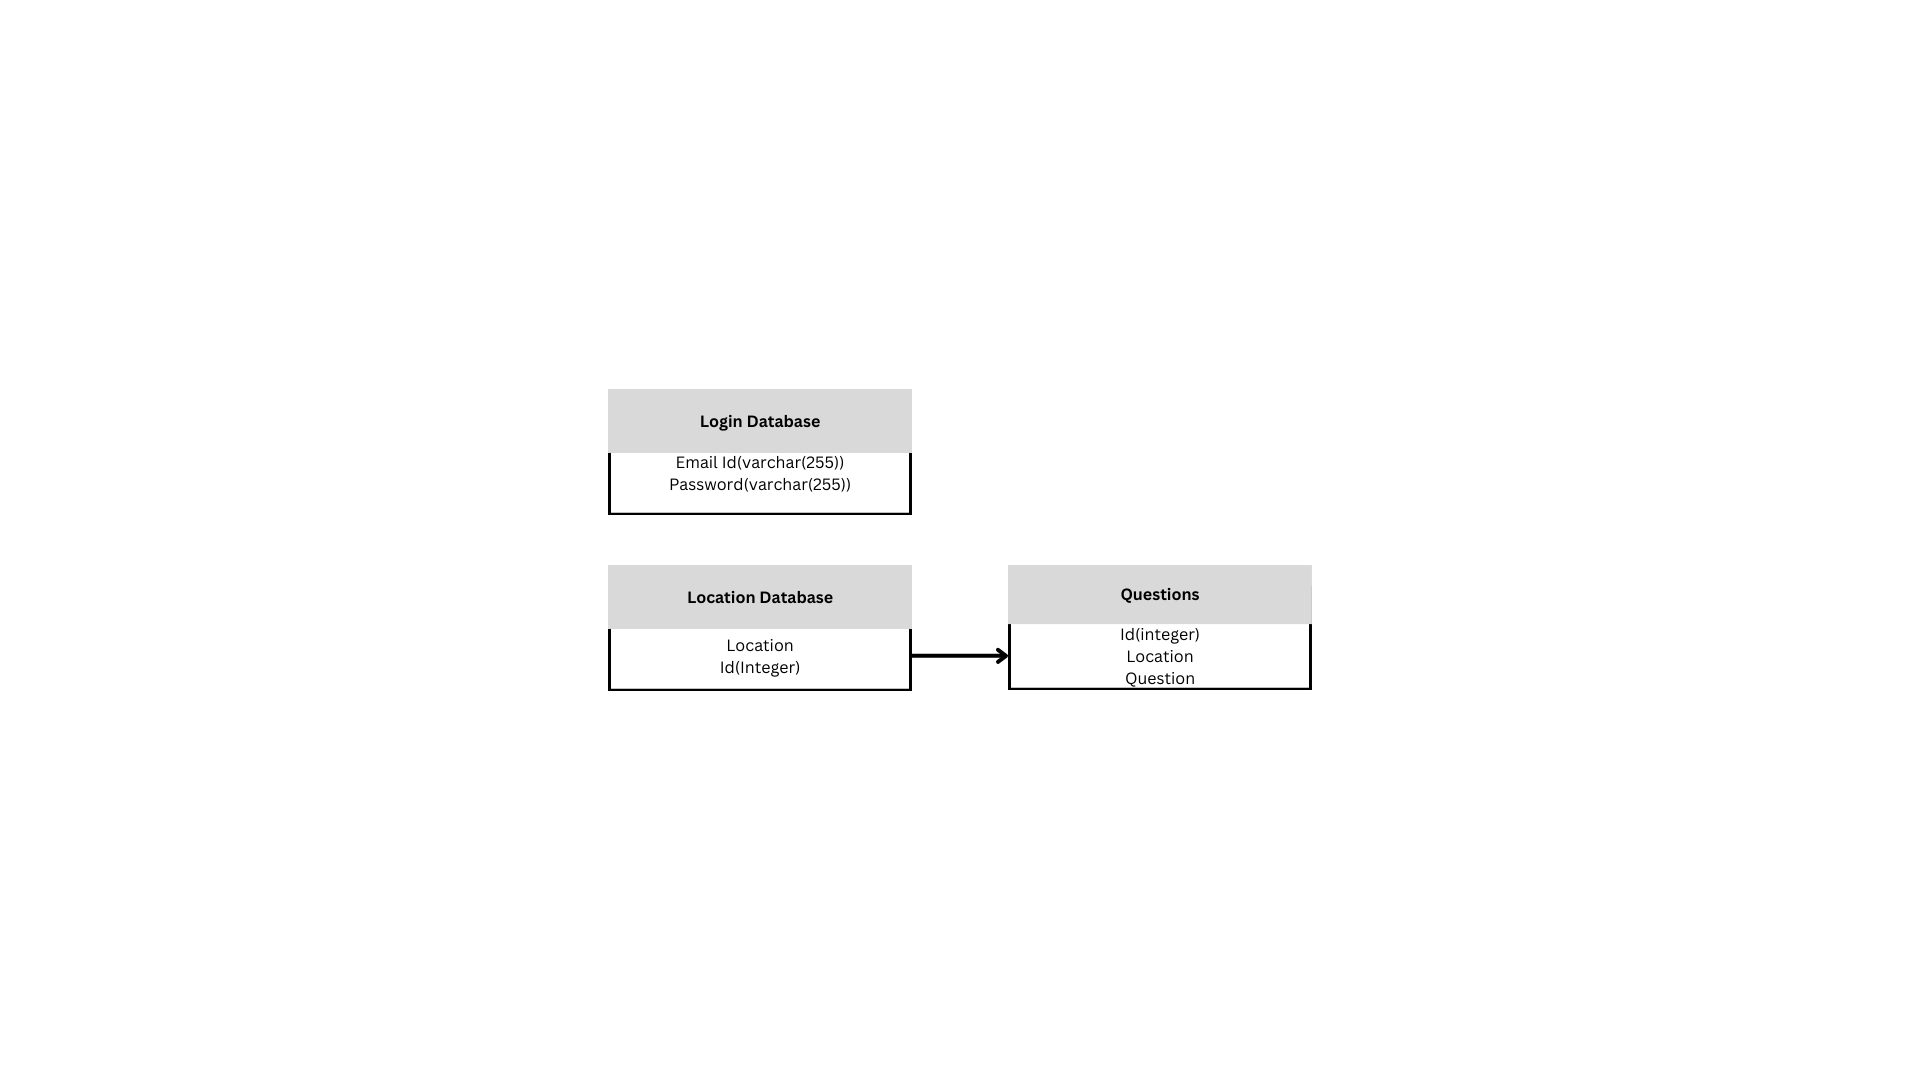 Login Database
Email Id(varchar(255))
Password(varchar(255))
Location Database
Location
Id(Integer)
Questions
Id(integer)
Location
Question